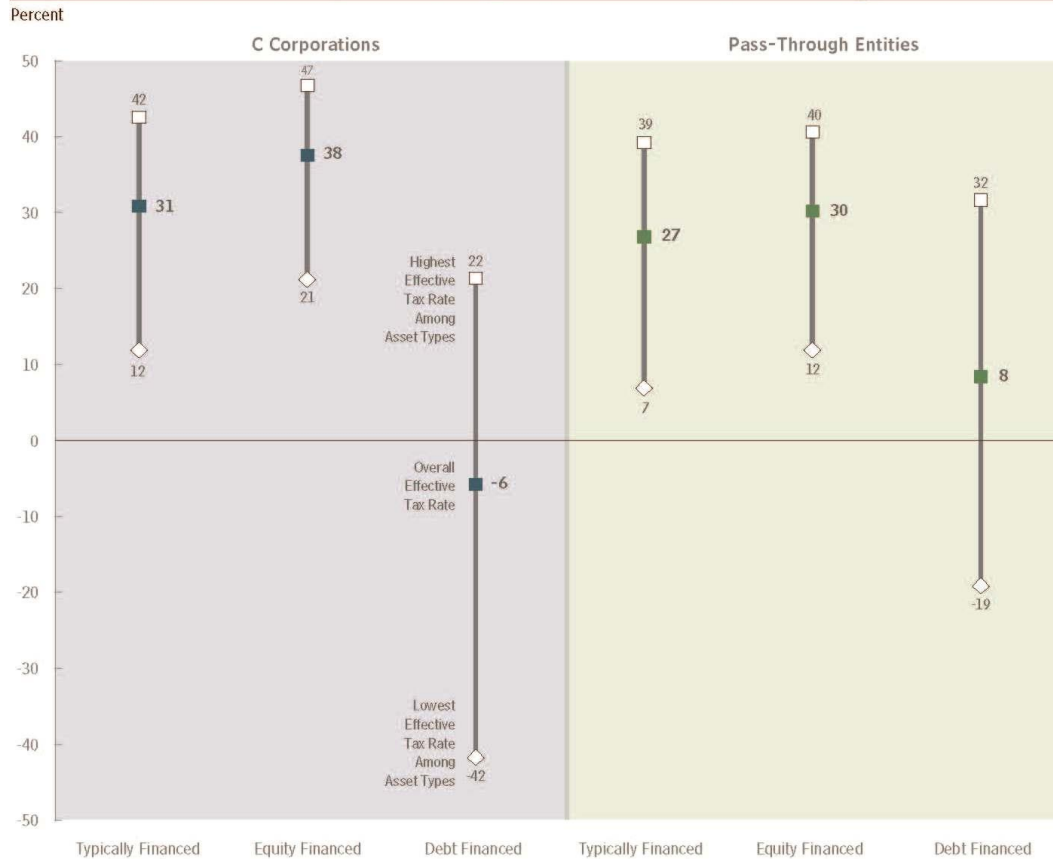 Percent
C Corporations
Pass-Through Entities
50
40
30
20
10
0
-10
-20
-30
-40
-50
42
31
12
47
38
21
Highest
Effective
Tax Rate
Among
Asset Types
22
Overall
Effective
Tax Rate
-6
Lowest
Effective
Tax Rate
Among
Asset Types
-42
39
27
7
40
30
12
32
8
-19
Typically Financed
Equity Financed
Debt Financed
Typically Financed
Equity Financed
Debt Financed